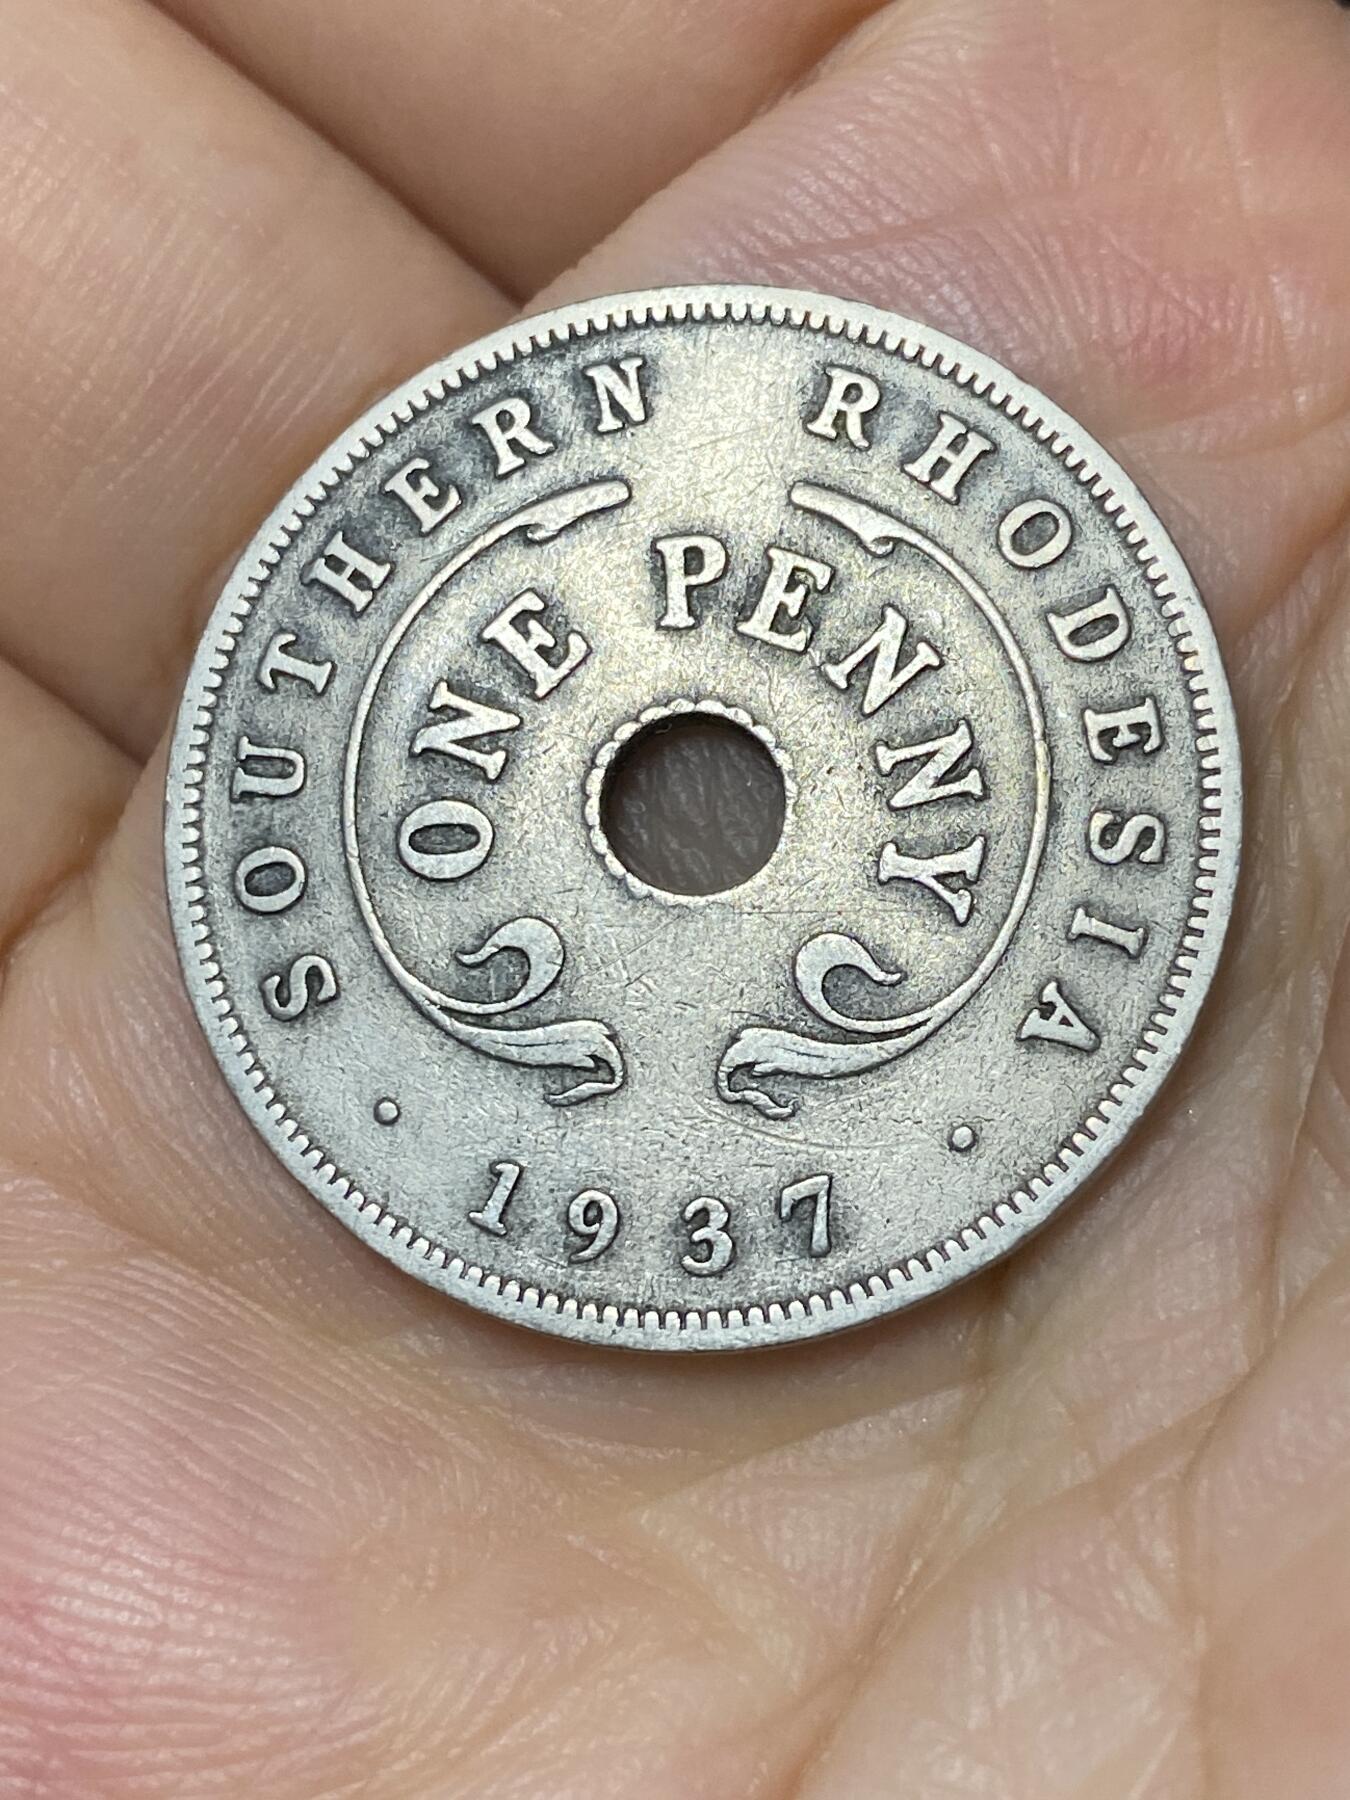 SOUTHERN RHODESIA
ONE PENNY
· 1937 ·